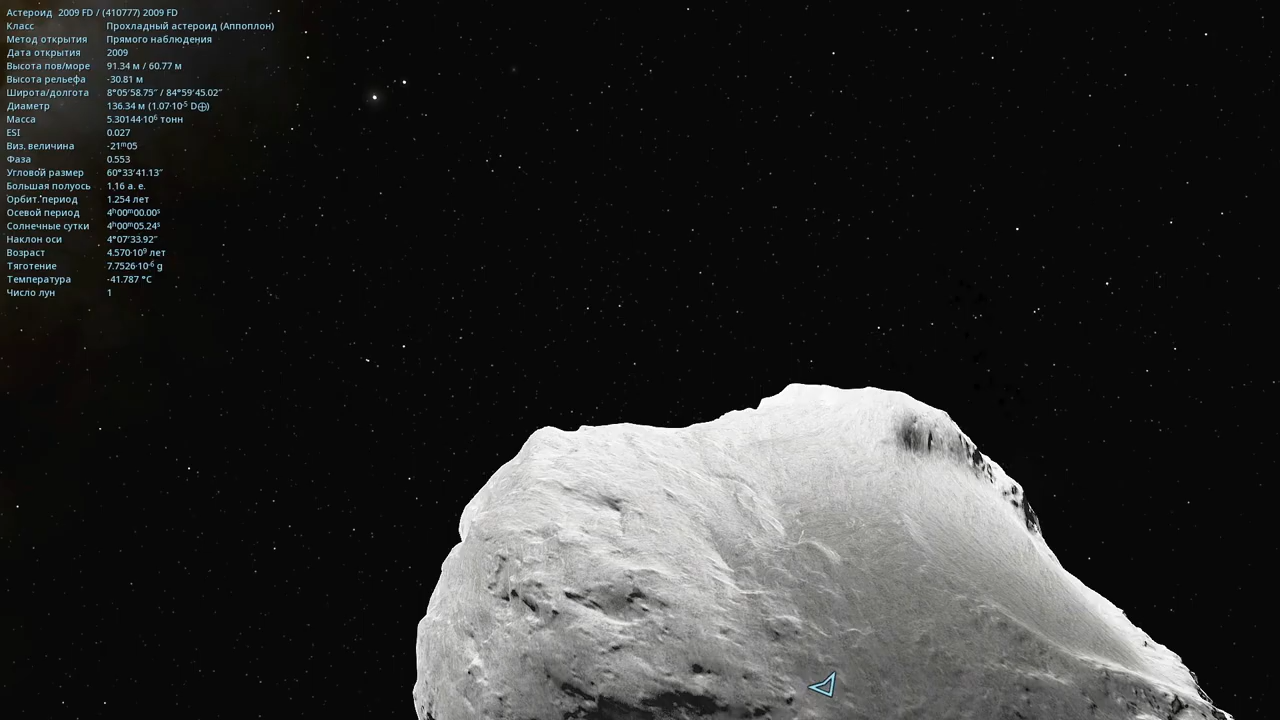 Астероид 2009 FD / (410777) 2009 FD
Класс Прохладный астероид (Аппоплон)
Метод открытия Прямого наблюдения
Дата открытия 2009
Высота пов/море 91.34 м / 60.77 м
Высота рельефа -30.81 м
Широта/долгота 8°05′58.75″ / 84°59′45.02″
Диаметр 136.34 м (1.07·10⁻⁵ D⊕)
Масса 5.30144·10⁶ тонн
ESI 0.027
Виз. величина -21ᵐ05
Фаза 0.553
Угловой размер 60°33′41.13″
Большая полуось 1.16 а. е.
Орбит. период 1.254 лет
Осевой период 4ʰ00ᵐ00.00ˢ
Солнечные сутки 4ʰ00ᵐ05.24ˢ
Наклон оси 4°07′33.92″
Возраст 4.570·10⁹ лет
Тяготение 7.7526·10⁻⁶ g
Температура -41.787 °C
Число лун 1